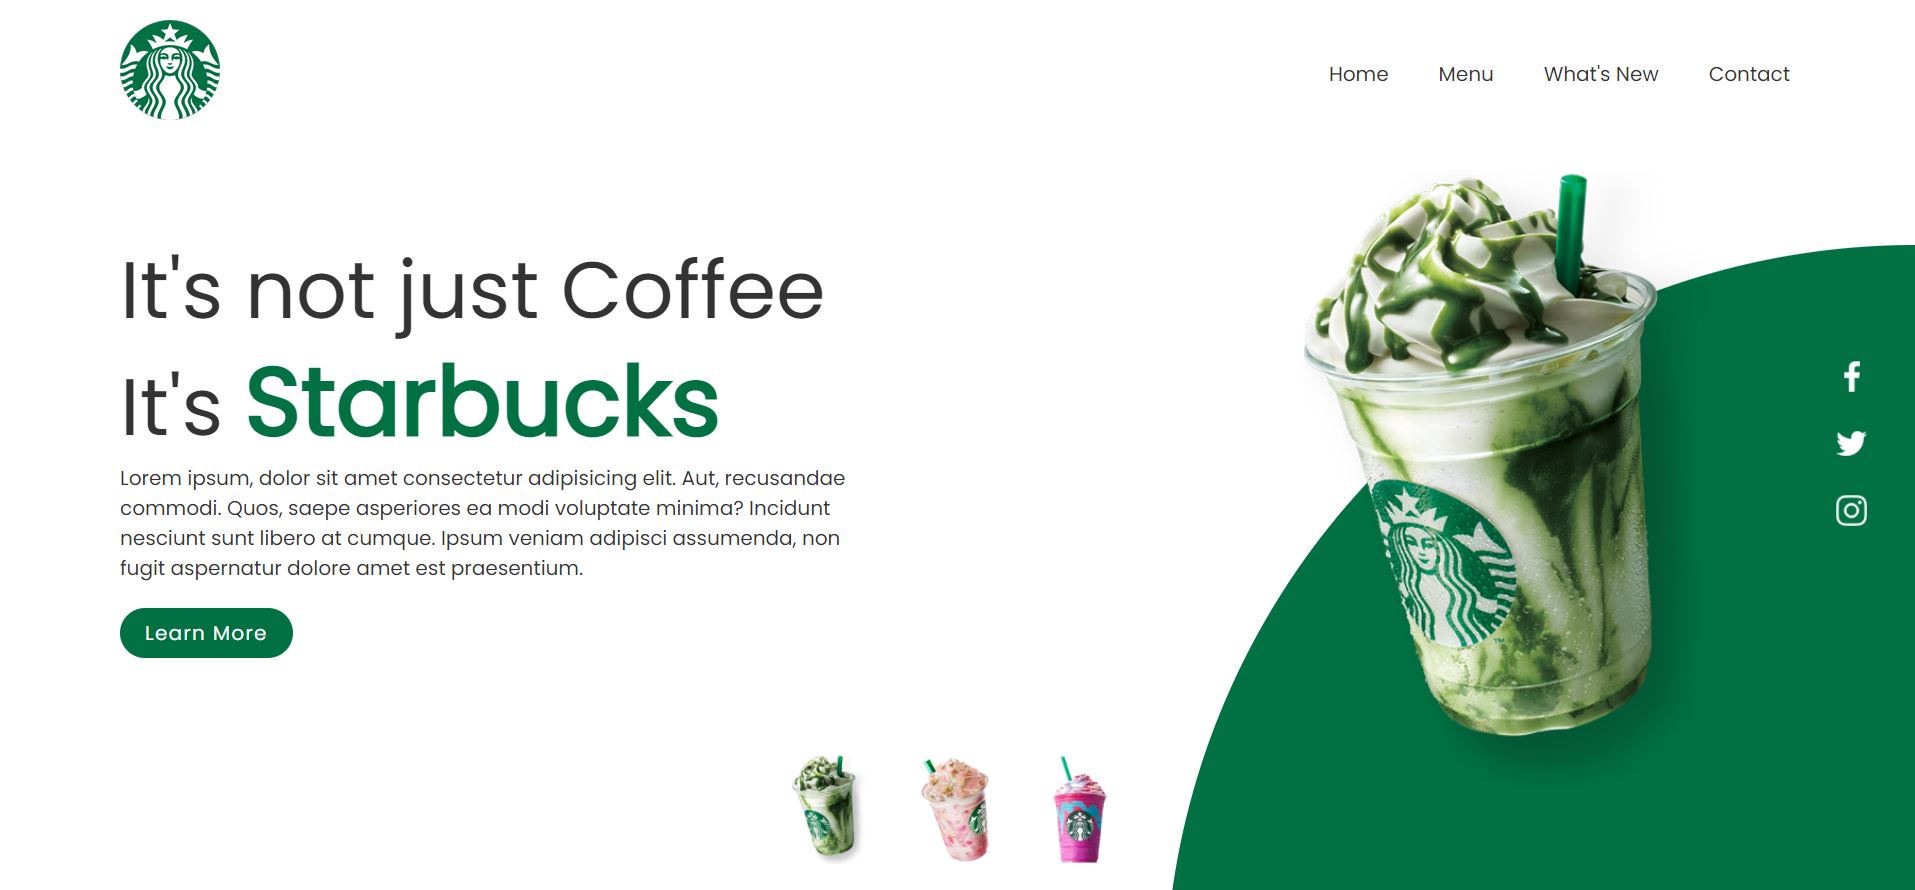 Home Menu What's New Contact
It's not just Coffee
It's Starbucks
Lorem ipsum, dolor sit amet consectetur adipisicing elit. Aut, recusandae
commodi. Quos, saepe asperiores ea modi voluptate minima? Incidunt
nesciunt sunt libero at cumque. Ipsum veniam adipisci assumenda, non
fugit aspernatur dolore amet est praesentium.
Learn More